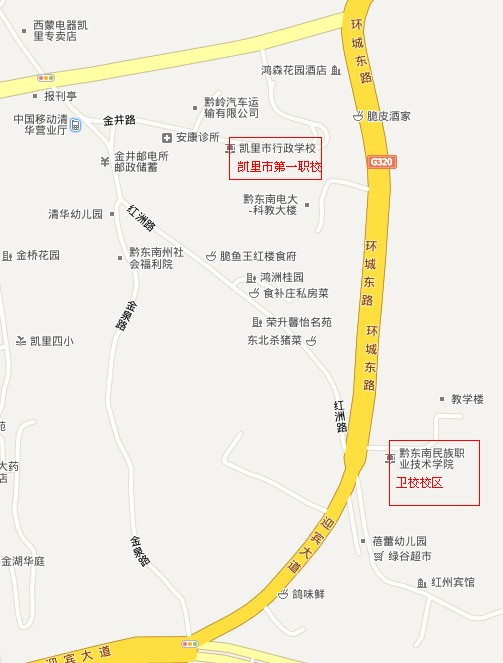 西蒙电器凯
里专卖店
环城东路
鸿森花园酒店
报刊亭
黔岭汽车运
输有限公司
脆皮酒家
中国移动清
华营业厅
金井路
安康诊所
凯里市行政学校
凯里市第一职校
G320
金井邮电所
邮政储蓄
黔东南电大
-科教大楼
清华幼儿园
红洲路
金桥花园
黔东南州社
会福利院
脆鱼王红楼食府
环城东路
鸿洲桂园
食补庄私房菜
金泉路
荣升馨怡名苑
东北杀猪菜
凯里四小
环城东路
教学楼
红洲路
苑
黔东南民族职
业技术学院
卫校校区
大药
店
迎宾大道
蓓蕾幼儿园
绿谷超市
金泉路
金湖华庭
红州宾馆
鸽味鲜
迎宾大道